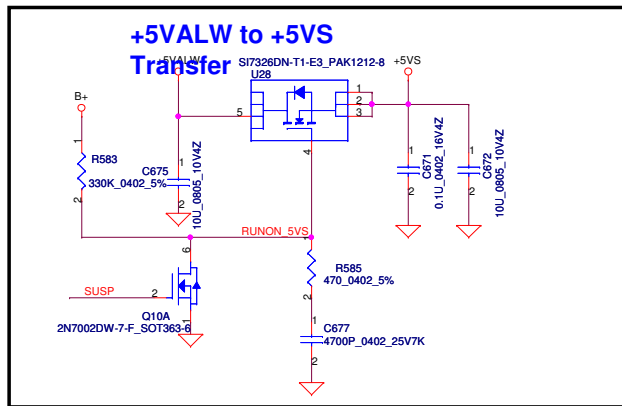 +5VALW to +5VS
Transfer
+5VALW
SI7326DN-T1-E3_PAK1212-8
U28
+5VS
B+
5
1
2
3
4
1
R583
330K_0402_5%
2
C675
1
10U_0805_10V4Z
2
1
C671
0.1U_0402_16V4Z
2
1
C672
10U_0805_10V4Z
2
RUNON_5VS
6
SUSP
2
Q10A
1
2N7002DW-7-F_SOT363-6
1
R585
470_0402_5%
2
1
C677
4700P_0402_25V7K
2